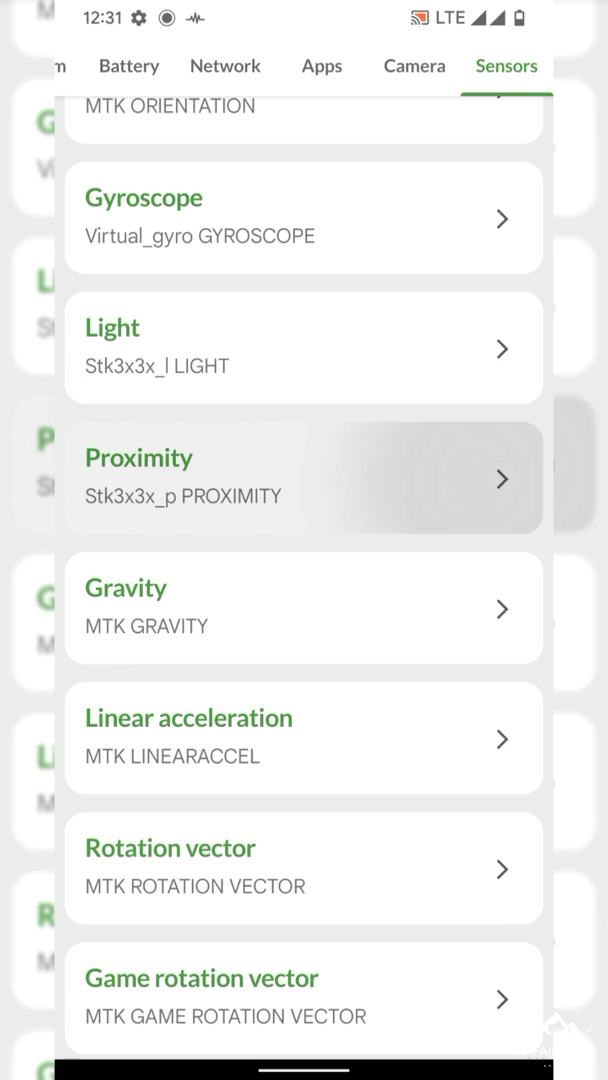 12:31 LTE
m Battery Network Apps Camera Sensors
MTK ORIENTATION
Gyroscope
Virtual_gyro GYROSCOPE
Light
Stk3x3x_l LIGHT
Proximity
Stk3x3x_p PROXIMITY
Gravity
MTK GRAVITY
Linear acceleration
MTK LINEARACCEL
Rotation vector
MTK ROTATION VECTOR
Game rotation vector
MTK GAME ROTATION VECTOR